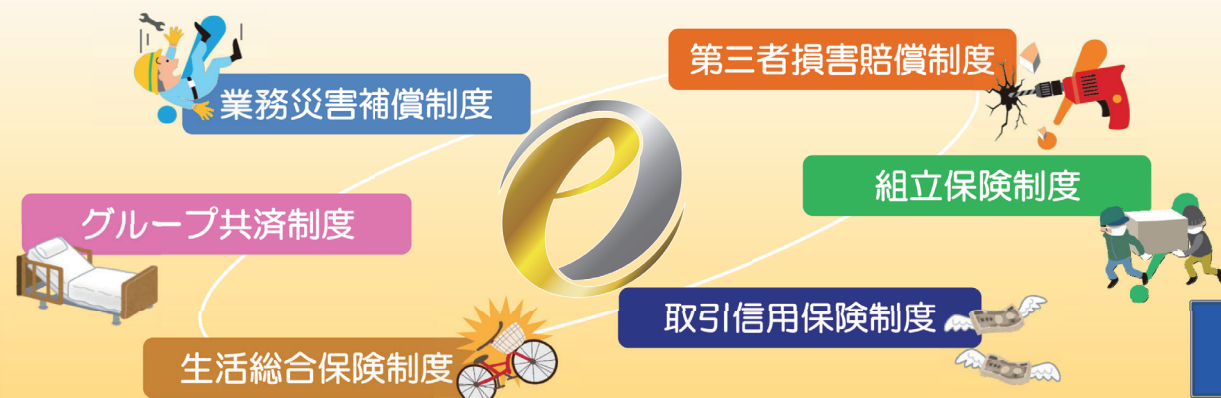 第三者損害賠償制度
業務災害補償制度
組立保険制度
グループ共済制度
取引信用保険制度
生活総合保険制度